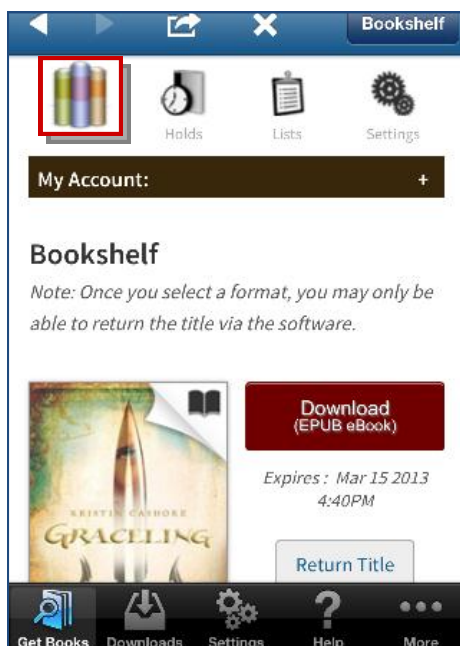 Bookshelf
Holds Lists Settings
My Account: +
Bookshelf
Note: Once you select a format, you may only be
able to return the title via the software.
Download
(EPUB eBook)
Expires : Mar 15 2013
4:40PM
KRISTIN CASHORE
GRACELING
Return Title
Get Books Downloads Settings Help More